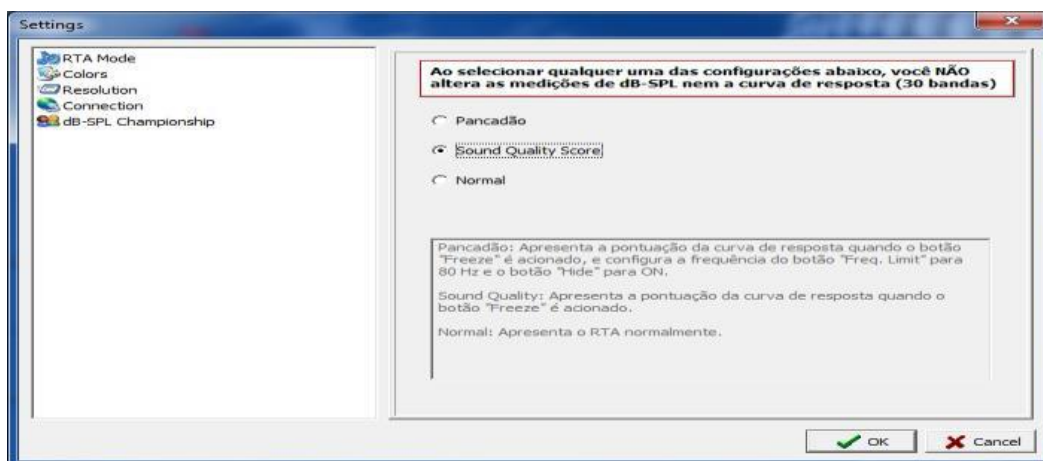 Settings
RTA Mode
Colors
Resolution
Connection
dB-SPL Championship
Ao selecionar qualquer uma das configurações abaixo, você NÃO
altera as medições de dB-SPL nem a curva de resposta (30 bandas)
Pancadão
Sound Quality Score
Normal
Pancadão: Apresenta a pontuação da curva de resposta quando o botão
"Freeze" é acionado, e configura a frequência do botão "Freq. Limit" para
80 Hz e o botão "Hide" para ON.
Sound Quality: Apresenta a pontuação da curva de resposta quando o
botão "Freeze" é acionado.
Normal: Apresenta o RTA normalmente.
OK
Cancel